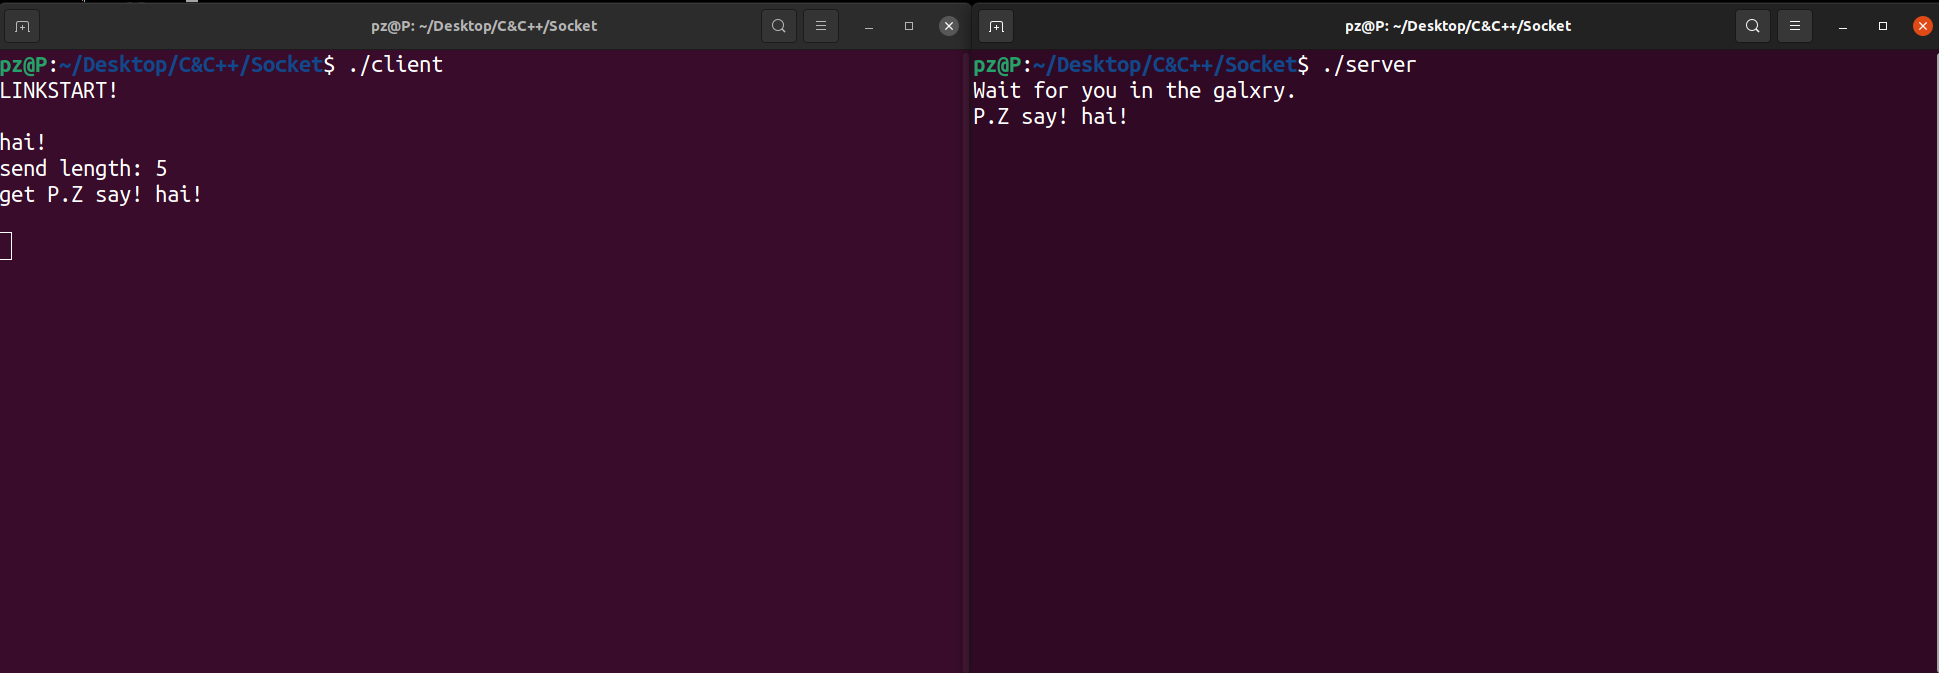 pz@P: ~/Desktop/C&C++/Socket
pz@P:~/Desktop/C&C++/Socket$ ./client
LINKSTART!
hai!
send length: 5
get P.Z say! hai!
pz@P: ~/Desktop/C&C++/Socket
pz@P:~/Desktop/C&C++/Socket$ ./server
Wait for you in the galxry.
P.Z say! hai!